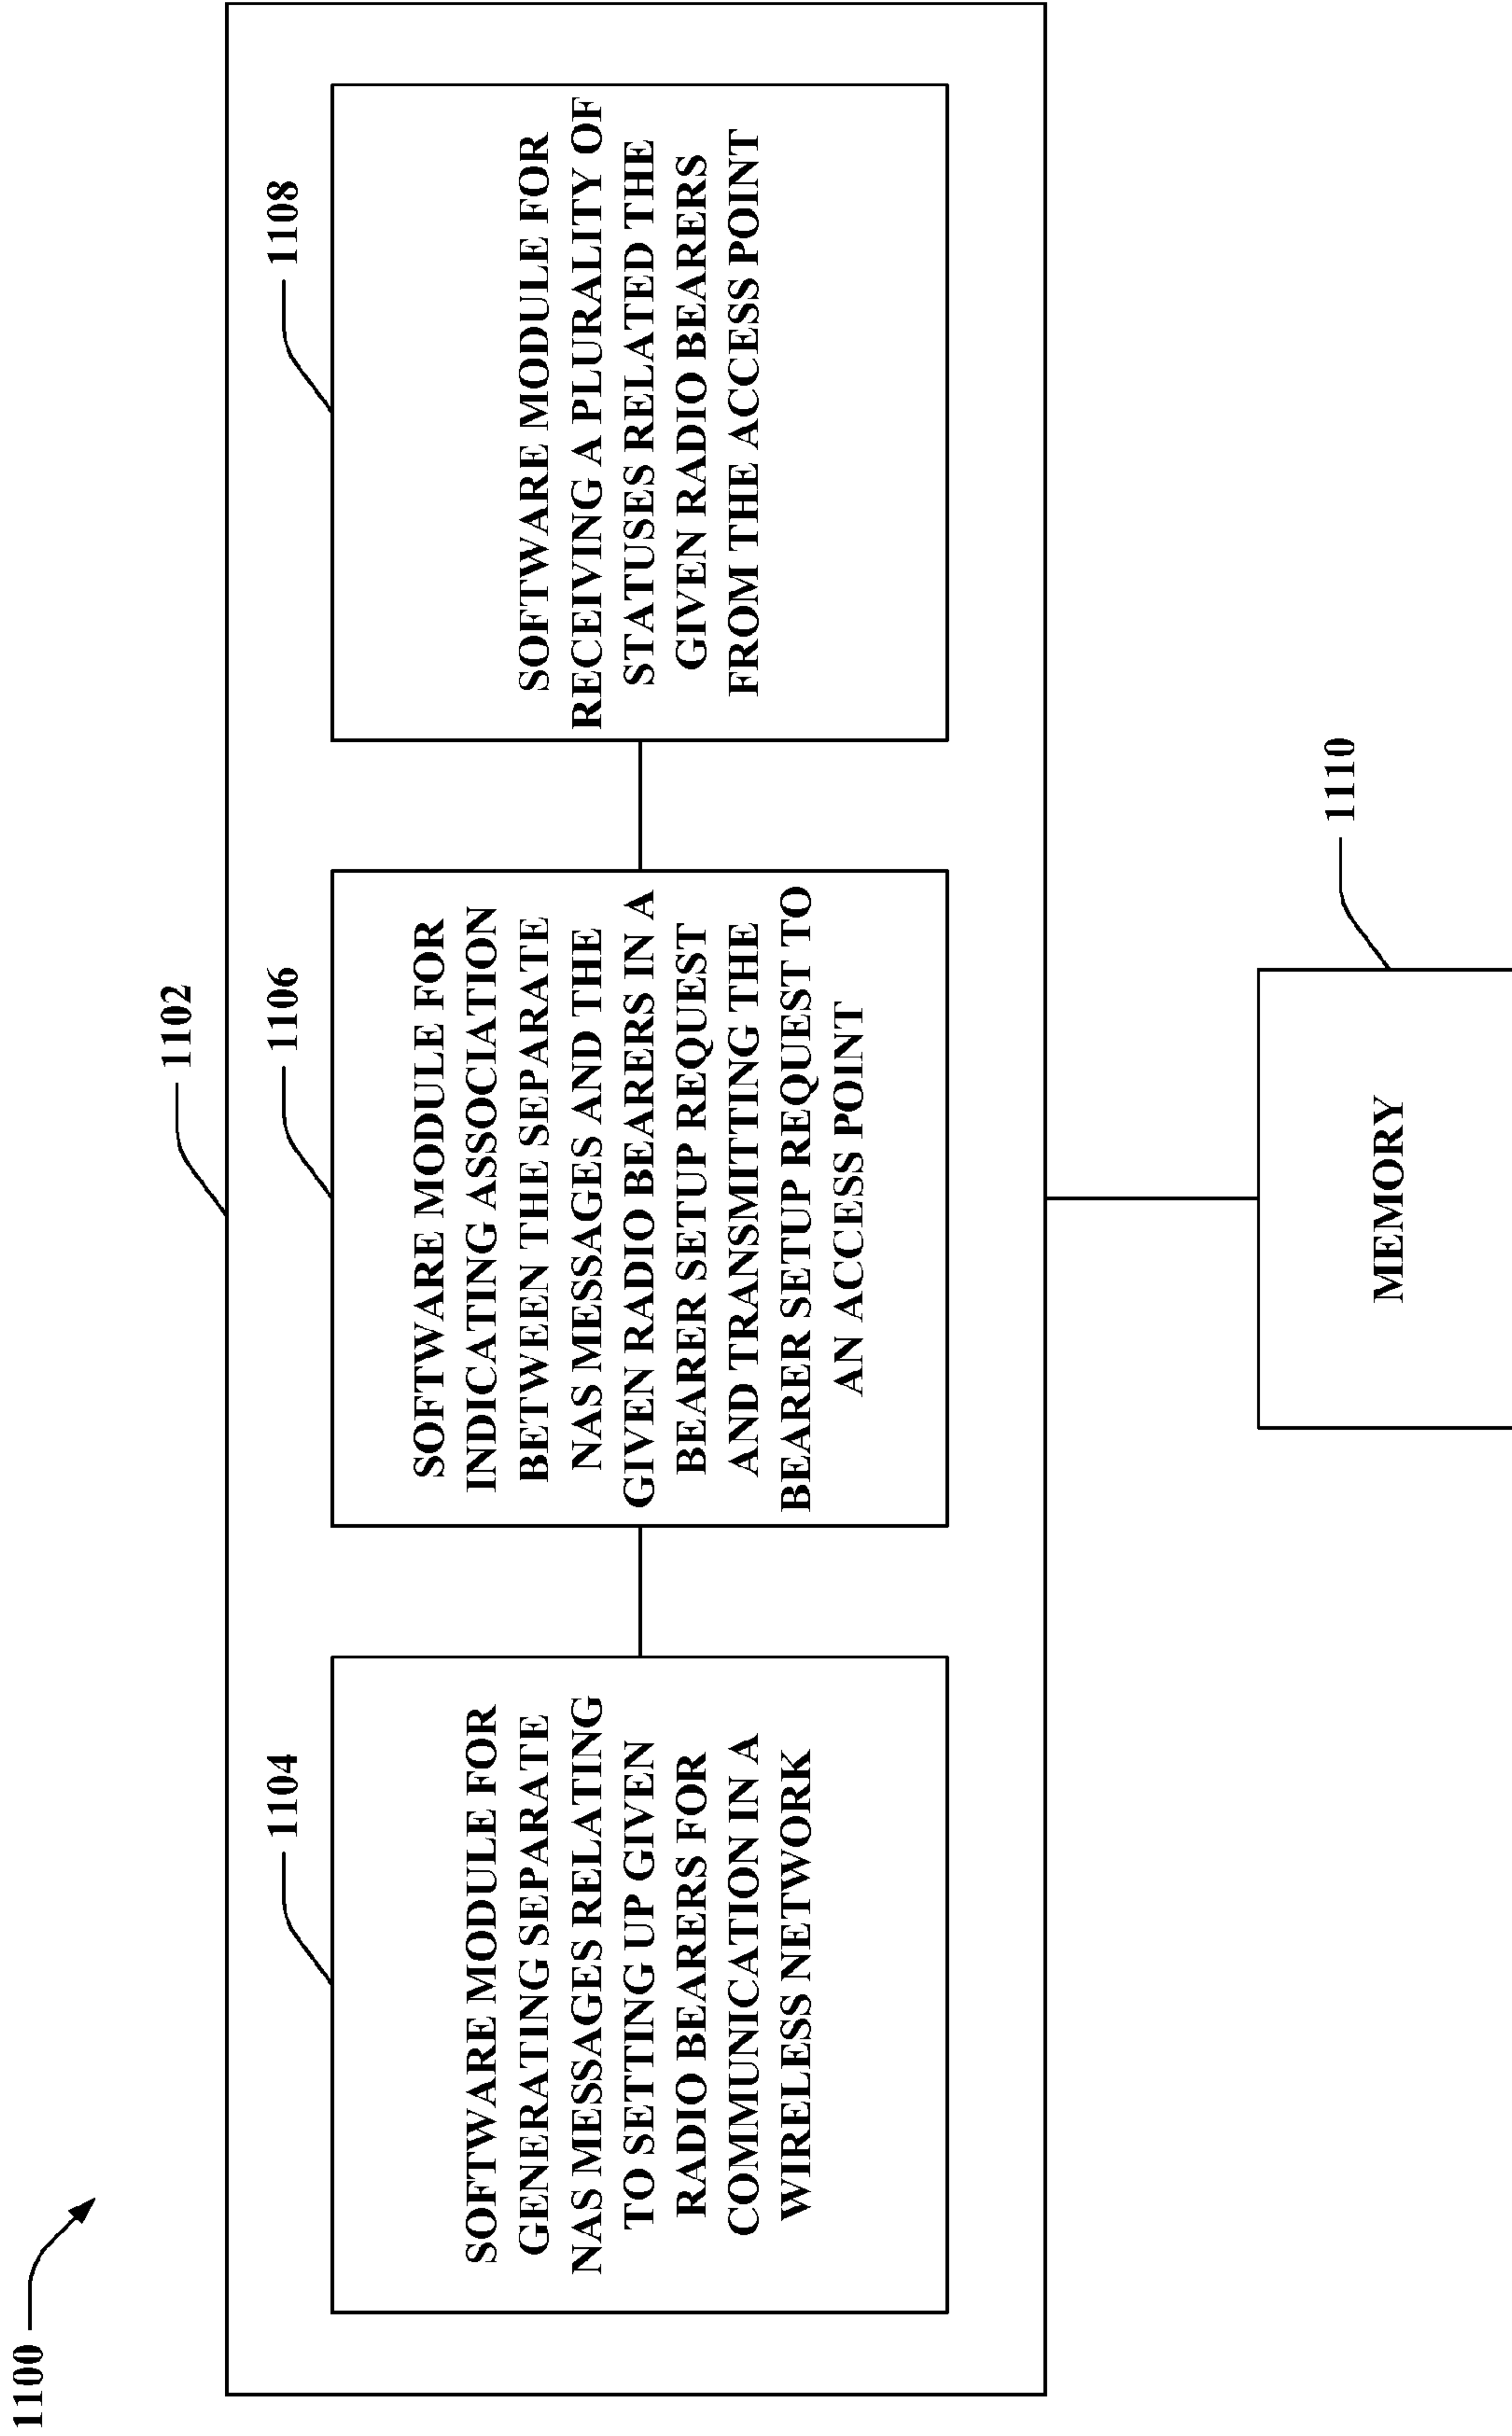 1100
1102
1104
SOFTWARE MODULE FOR
GENERATING SEPARATE
NAS MESSAGES RELATING
TO SETTING UP GIVEN
RADIO BEARERS FOR
COMMUNICATION IN A
WIRELESS NETWORK
1106
SOFTWARE MODULE FOR
INDICATING ASSOCIATION
BETWEEN THE SEPARATE
NAS MESSAGES AND THE
GIVEN RADIO BEARERS IN A
BEARER SETUP REQUEST
AND TRANSMITTING THE
BEARER SETUP REQUEST TO
AN ACCESS POINT
1108
SOFTWARE MODULE FOR
RECEIVING A PLURALITY OF
STATUSES RELATED THE
GIVEN RADIO BEARERS
FROM THE ACCESS POINT
1110
MEMORY